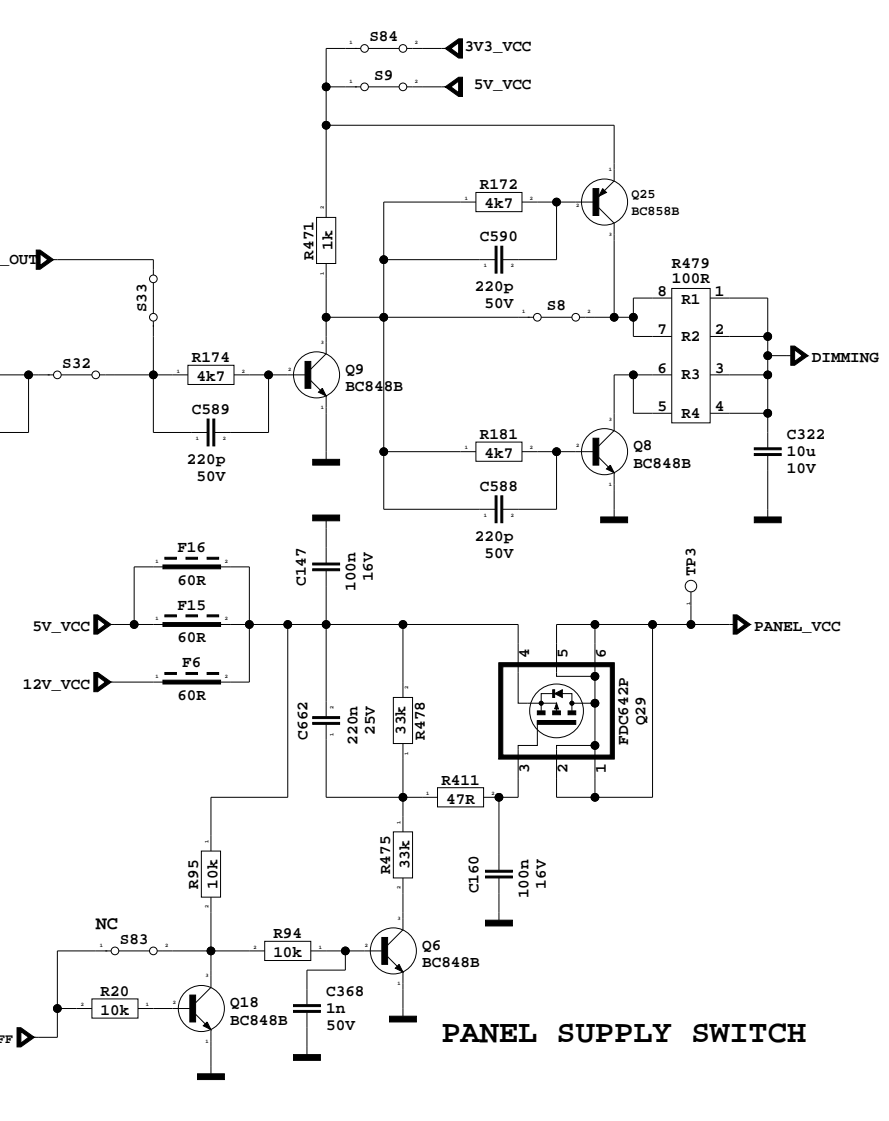 S84
3V3_VCC
S9
5V_VCC
R172
4k7
Q25
BC858B
R471
1k
C590
220p
50V
_OUT
S33
S8
R479
100R
8 R1 1
7 R2 2
6 R3 3
5 R4 4
DIMMING
S32
R174
4k7
Q9
BC848B
C589
220p
50V
R181
4k7
Q8
BC848B
C588
220p
50V
C322
10u
10V
C147
100n
16V
F16
60R
F15
60R
5V_VCC
F6
60R
12V_VCC
TP3
PANEL_VCC
4 5 6
FDC642P
Q29
3 2 1
C662
220n
25V
33k
R478
R411
47R
R475
33k
C160
100n
16V
R95
10k
NC
S83
R94
10k
Q6
BC848B
R20
10k
Q18
BC848B
C368
1n
50V
FF
PANEL SUPPLY SWITCH